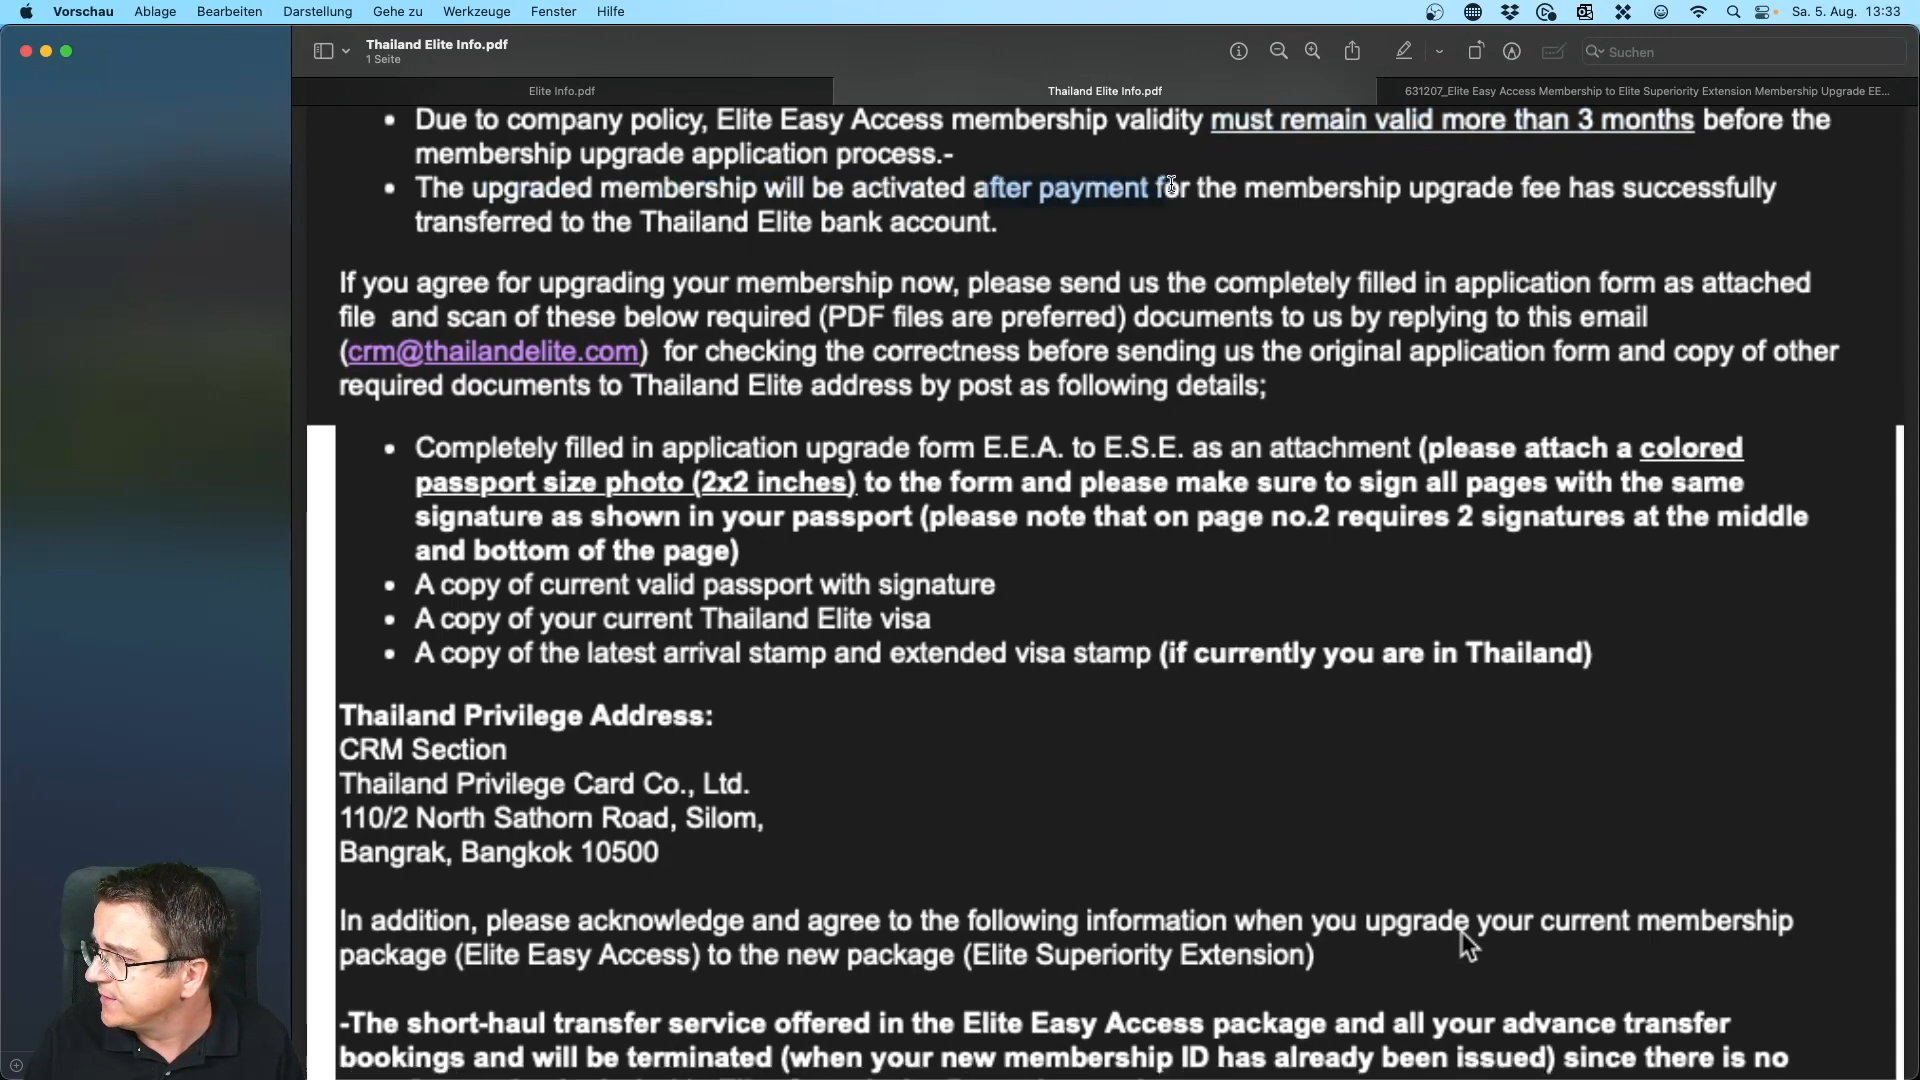 Vorschau Ablage Bearbeiten Darstellung Gehe zu Werkzeuge Fenster Hilfe Sa. 5. Aug. 13:33
Thailand Elite Info.pdf
1 Seite
Suchen
Elite Info.pdf
Thailand Elite Info.pdf
631207_Elite Easy Access Membership to Elite Superiority Extension Membership Upgrade EE...
• Due to company policy, Elite Easy Access membership validity must remain valid more than 3 months before the
membership upgrade application process.-
• The upgraded membership will be activated after payment for the membership upgrade fee has successfully
transferred to the Thailand Elite bank account.
If you agree for upgrading your membership now, please send us the completely filled in application form as attached
file and scan of these below required (PDF files are preferred) documents to us by replying to this email
(crm@thailandelite.com) for checking the correctness before sending us the original application form and copy of other
required documents to Thailand Elite address by post as following details;
• Completely filled in application upgrade form E.E.A. to E.S.E. as an attachment (please attach a colored
passport size photo (2x2 inches) to the form and please make sure to sign all pages with the same
signature as shown in your passport (please note that on page no.2 requires 2 signatures at the middle
and bottom of the page)
• A copy of current valid passport with signature
• A copy of your current Thailand Elite visa
• A copy of the latest arrival stamp and extended visa stamp (if currently you are in Thailand)
Thailand Privilege Address:
CRM Section
Thailand Privilege Card Co., Ltd.
110/2 North Sathorn Road, Silom,
Bangrak, Bangkok 10500
In addition, please acknowledge and agree to the following information when you upgrade your current membership
package (Elite Easy Access) to the new package (Elite Superiority Extension)
-The short-haul transfer service offered in the Elite Easy Access package and all your advance transfer
bookings and will be terminated (when your new membership ID has already been issued) since there is no